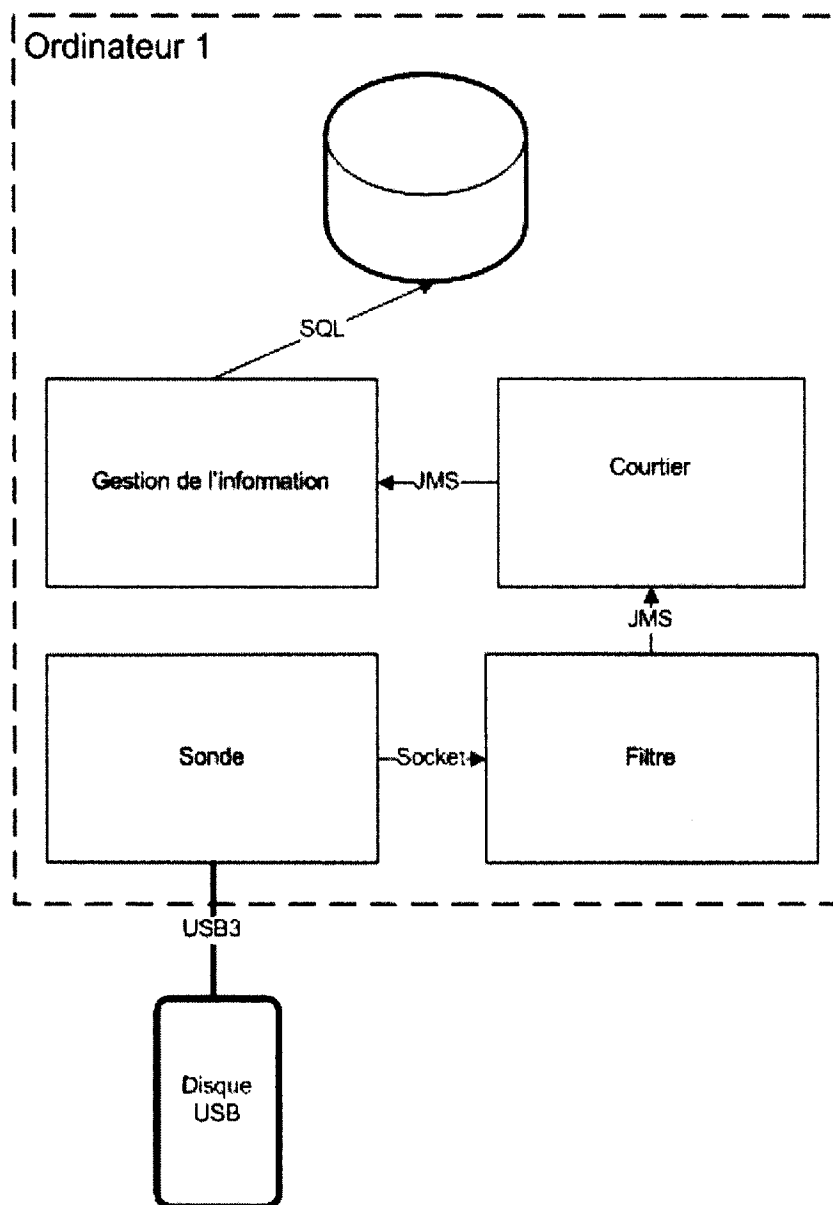 Ordinateur 1
SQL
Gestion de l'information
JMS
Courtier
JMS
Sonde
Socket
Filtre
USB3
Disque
USB